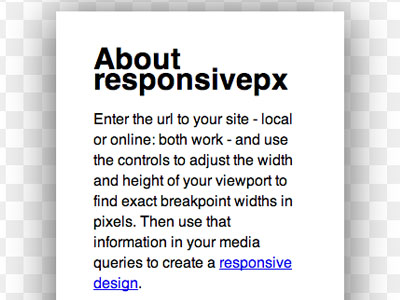 About
responsivepx
Enter the url to your site - local
or online: both work - and use
the controls to adjust the width
and height of your viewport to
find exact breakpoint widths in
pixels. Then use that
information in your media
queries to create a responsive
design.